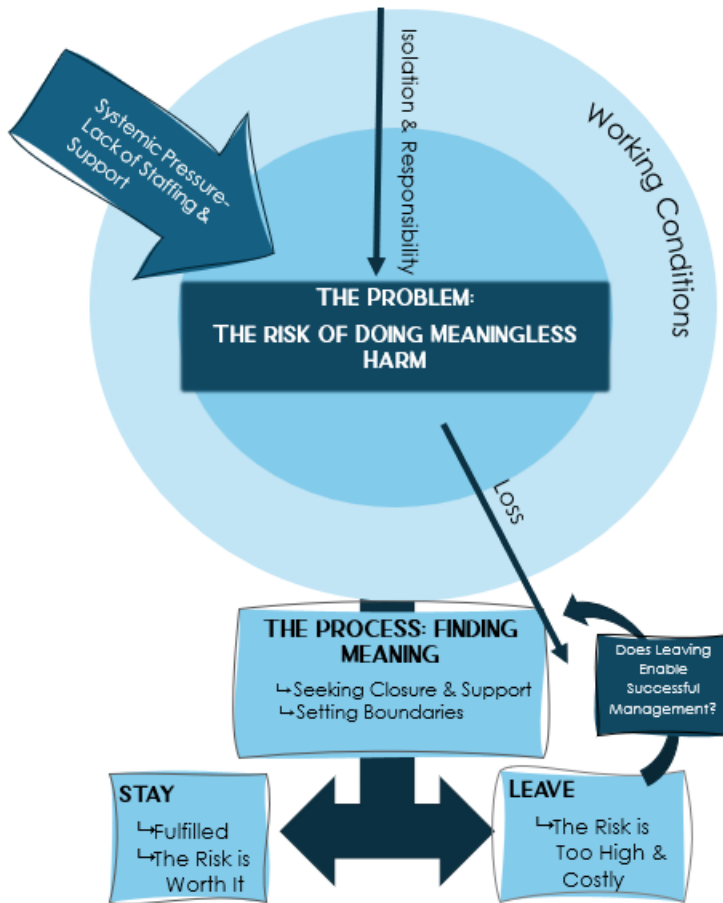 Isolation & Responsibility
Systemic Pressure-
Lack of Staffing &
Support
Working Conditions
THE PROBLEM:
THE RISK OF DOING MEANINGLESS
HARM
Loss
THE PROCESS: FINDING
MEANING
↳Seeking Closure & Support
↳Setting Boundaries
Does Leaving
Enable
Successful
Management?
STAY
↳Fulfilled
↳The Risk is
Worth It
LEAVE
↳The Risk is
Too High &
Costly